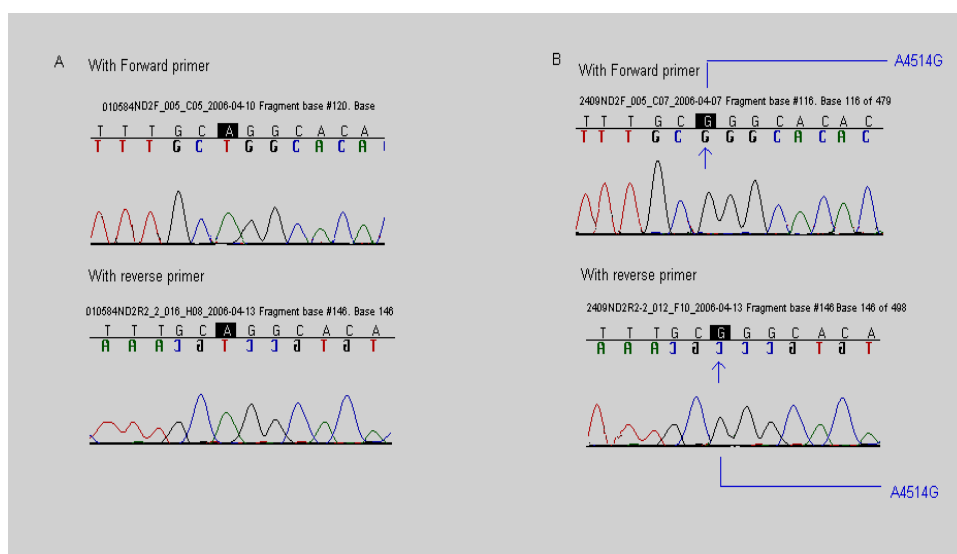 A
With Forward primer
010584ND2F_005_C05_2006-04-10 Fragment base #120. Base
T T T G C A G G C A C A
T T T G C T G G C A C A
With reverse primer
010584ND2R2_2_016_H08_2006-04-13 Fragment base #146. Base 146
T T T G C A G G C A C A
A A A C G T C C G T G T
B
With Forward primer
A4514G
2409ND2F_005_C07_2006-04-07 Fragment base #116. Base 116 of 479
T T T G C G G G C A C A C
T T T G C G G G C A C A C
With reverse primer
2409ND2R2-2_012_F10_2006-04-13 Fragment base #146 Base 146 of 498
T T T G C G G G C A C A
A A A C G C C C G T G T
A4514G